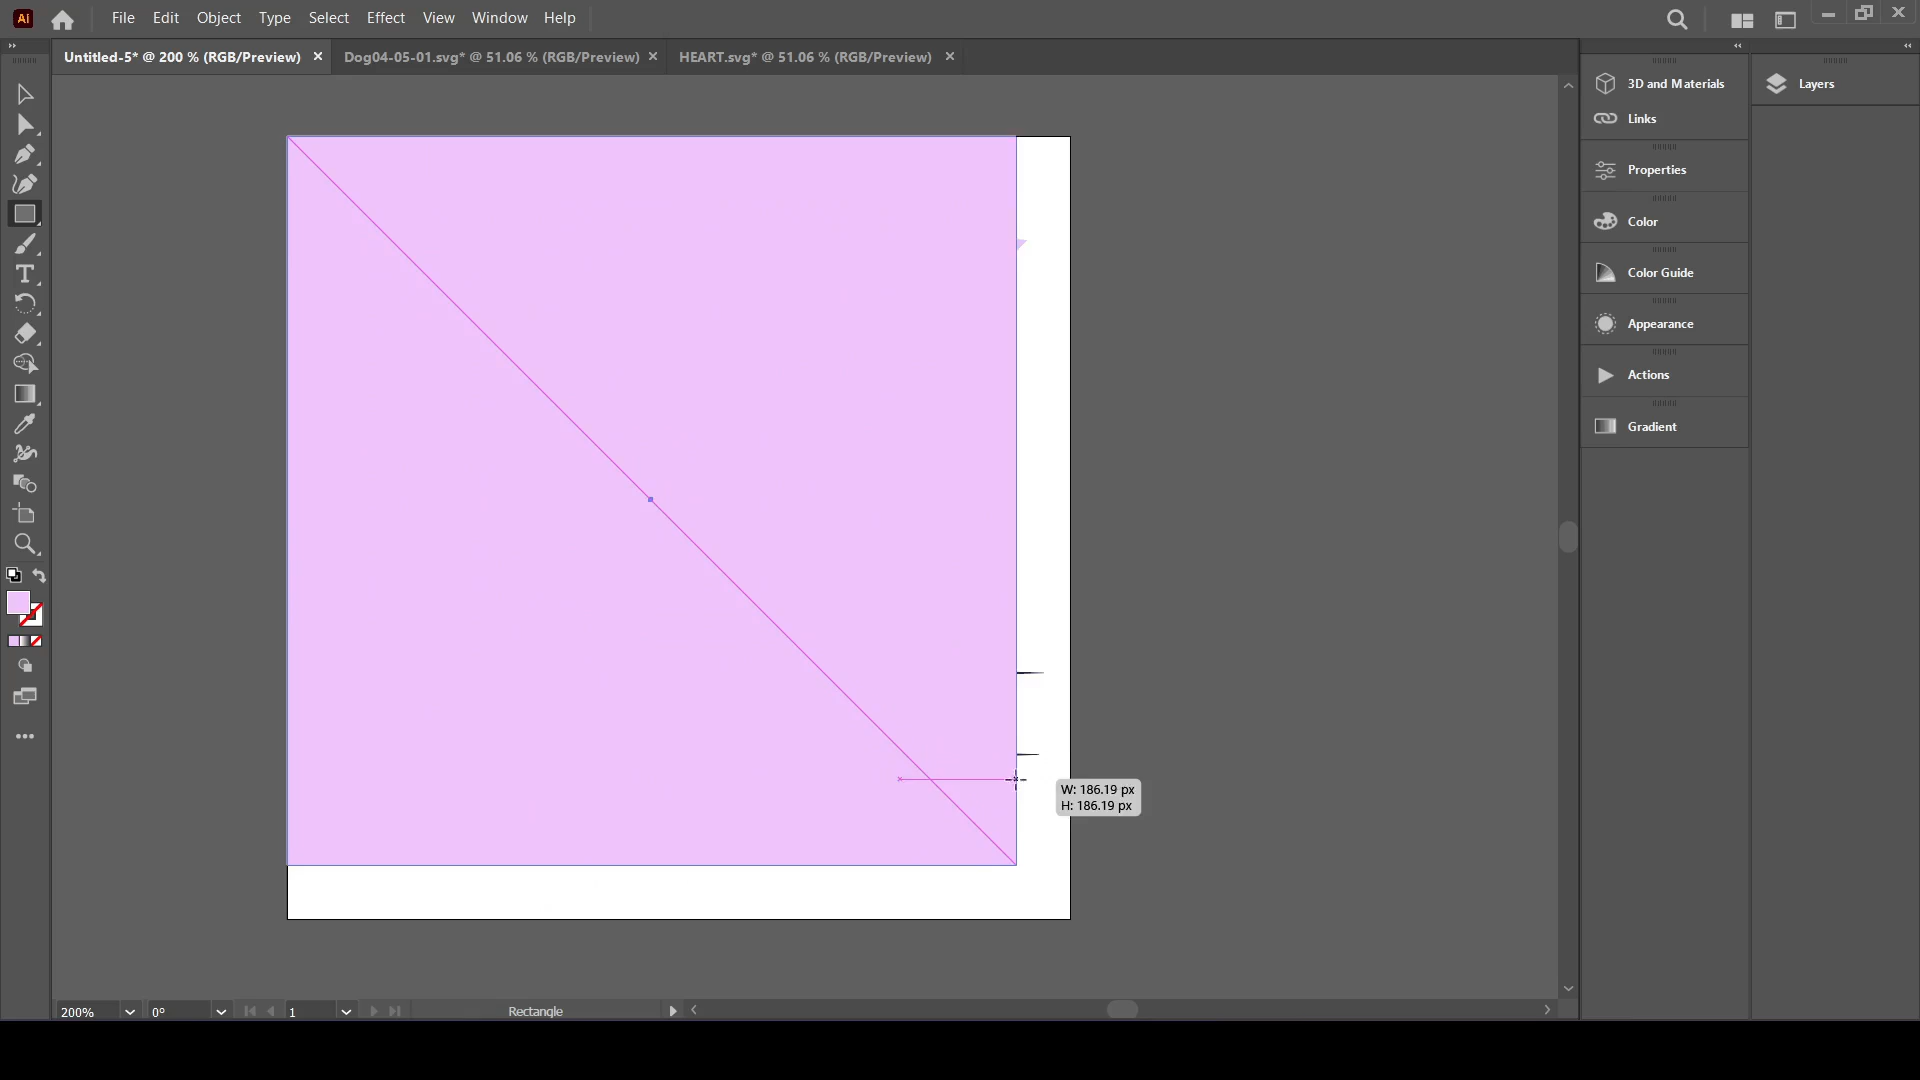 Ai File Edit Object Type Select Effect View Window Help
Untitled-5* @ 200 % (RGB/Preview) × Dog04-05-01.svg* @ 51.06 % (RGB/Preview) × HEART.svg* @ 51.06 % (RGB/Preview) ×
3D and Materials
Links
Properties
Color
Color Guide
Appearance
Actions
Gradient
Layers
W: 186.19 px
H: 186.19 px
200% 0° 1 Rectangle